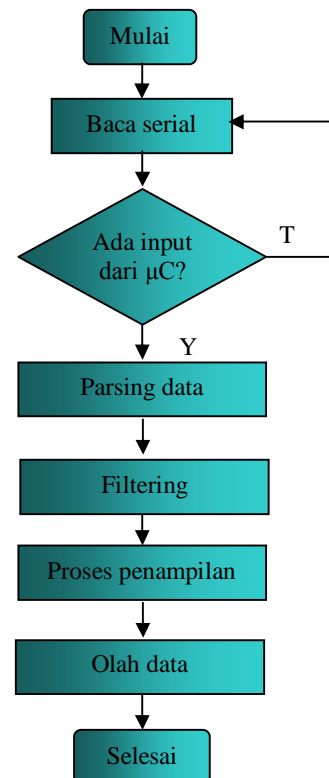 Mulai
Baca serial
Ada input
dari µC?
T
Y
Parsing data
Filtering
Proses penampilan
Olah data
Selesai